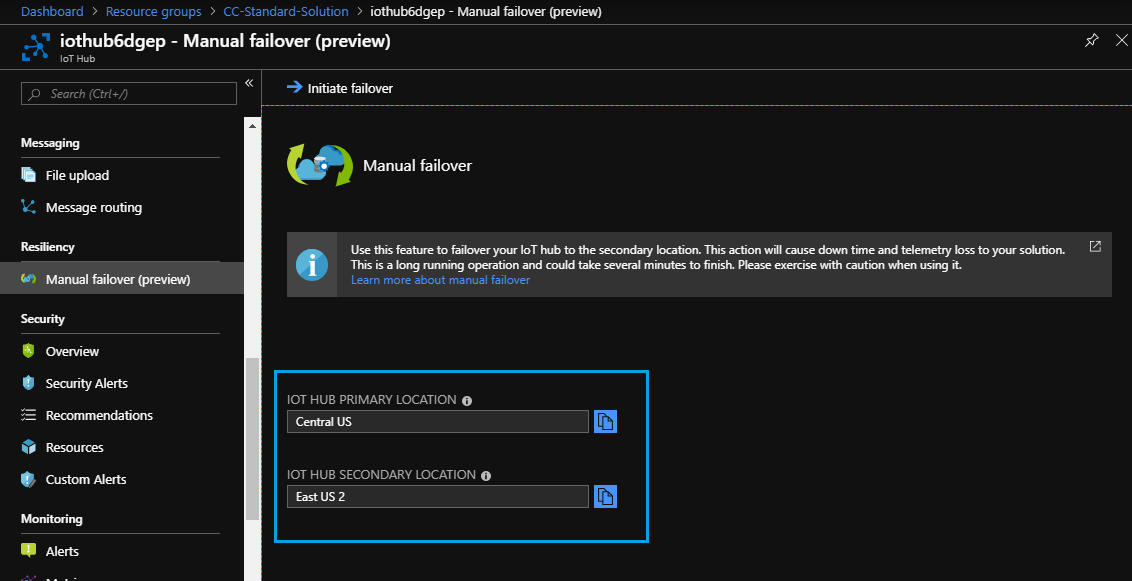 Dashboard > Resource groups > CC-Standard-Solution > iothub6dgep - Manual failover (preview)
iothub6dgep - Manual failover (preview)
IoT Hub
Search (Ctrl+/)
«
Messaging
File upload
Message routing
Resiliency
Manual failover (preview)
Security
Overview
Security Alerts
Recommendations
Resources
Custom Alerts
Monitoring
Alerts
Initiate failover
Manual failover
Use this feature to failover your IoT hub to the secondary location. This action will cause down time and telemetry loss to your solution.
This is a long running operation and could take several minutes to finish. Please exercise with caution when using it.
Learn more about manual failover
IOT HUB PRIMARY LOCATION
Central US
IOT HUB SECONDARY LOCATION
East US 2